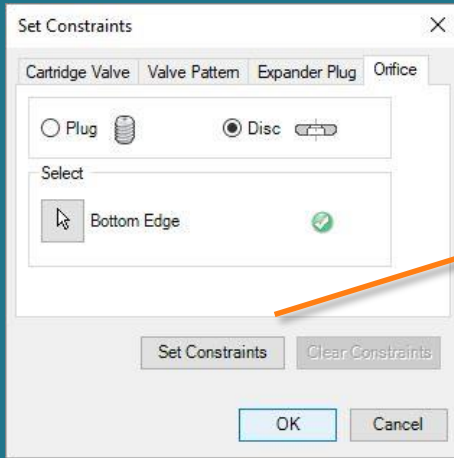 Set Constraints
Cartridge Valve Valve Pattern Expander Plug Orifice
Plug Disc
Select
Bottom Edge
Set Constraints Clear Constraints
OK Cancel